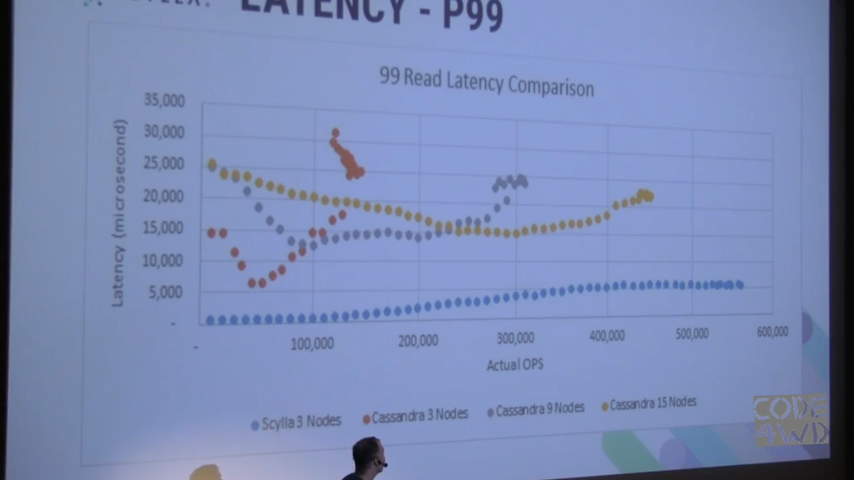 LATENCY - P99
99 Read Latency Comparison
35,000
30,000
25,000
20,000
15,000
10,000
5,000
-
Latency (microsecond)
-
100,000
200,000
300,000
400,000
500,000
600,000
Actual OPS
Scylla 3 Nodes
Cassandra 3 Nodes
Cassandra 9 Nodes
Cassandra 15 Nodes
CODE